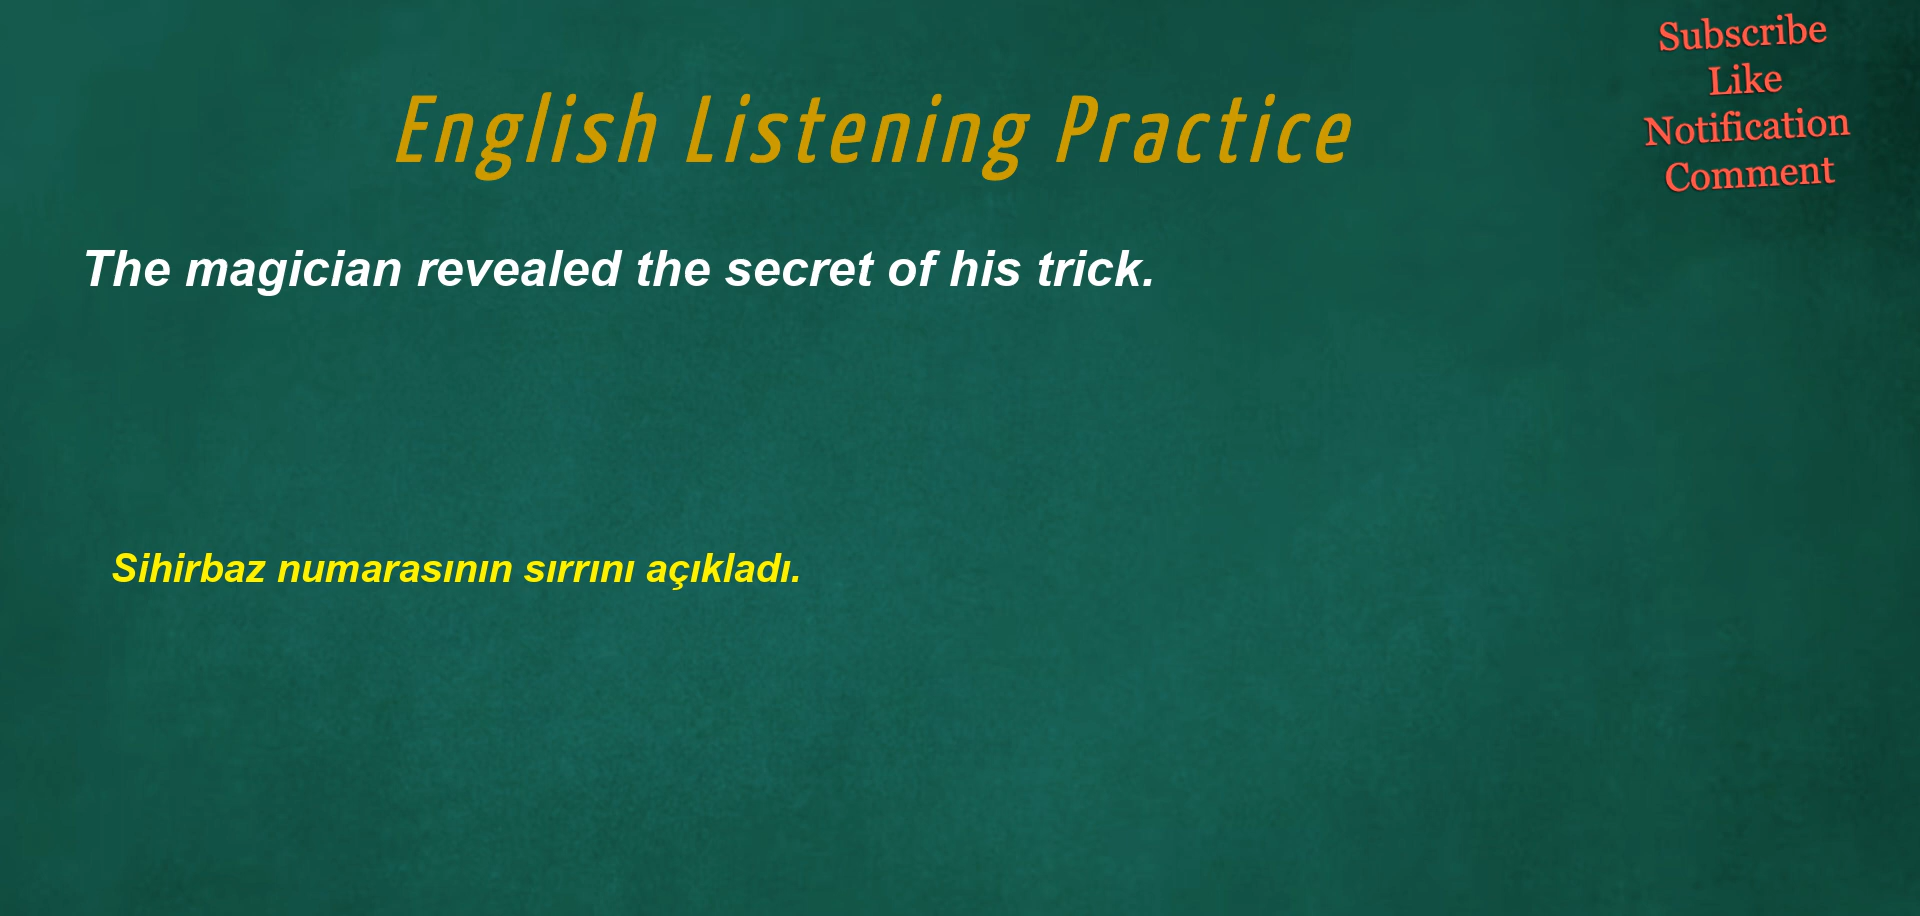 English Listening Practice
Subscribe
Like
Notification
Comment
The magician revealed the secret of his trick.
Sihirbaz numarasının sırrını açıkladı.